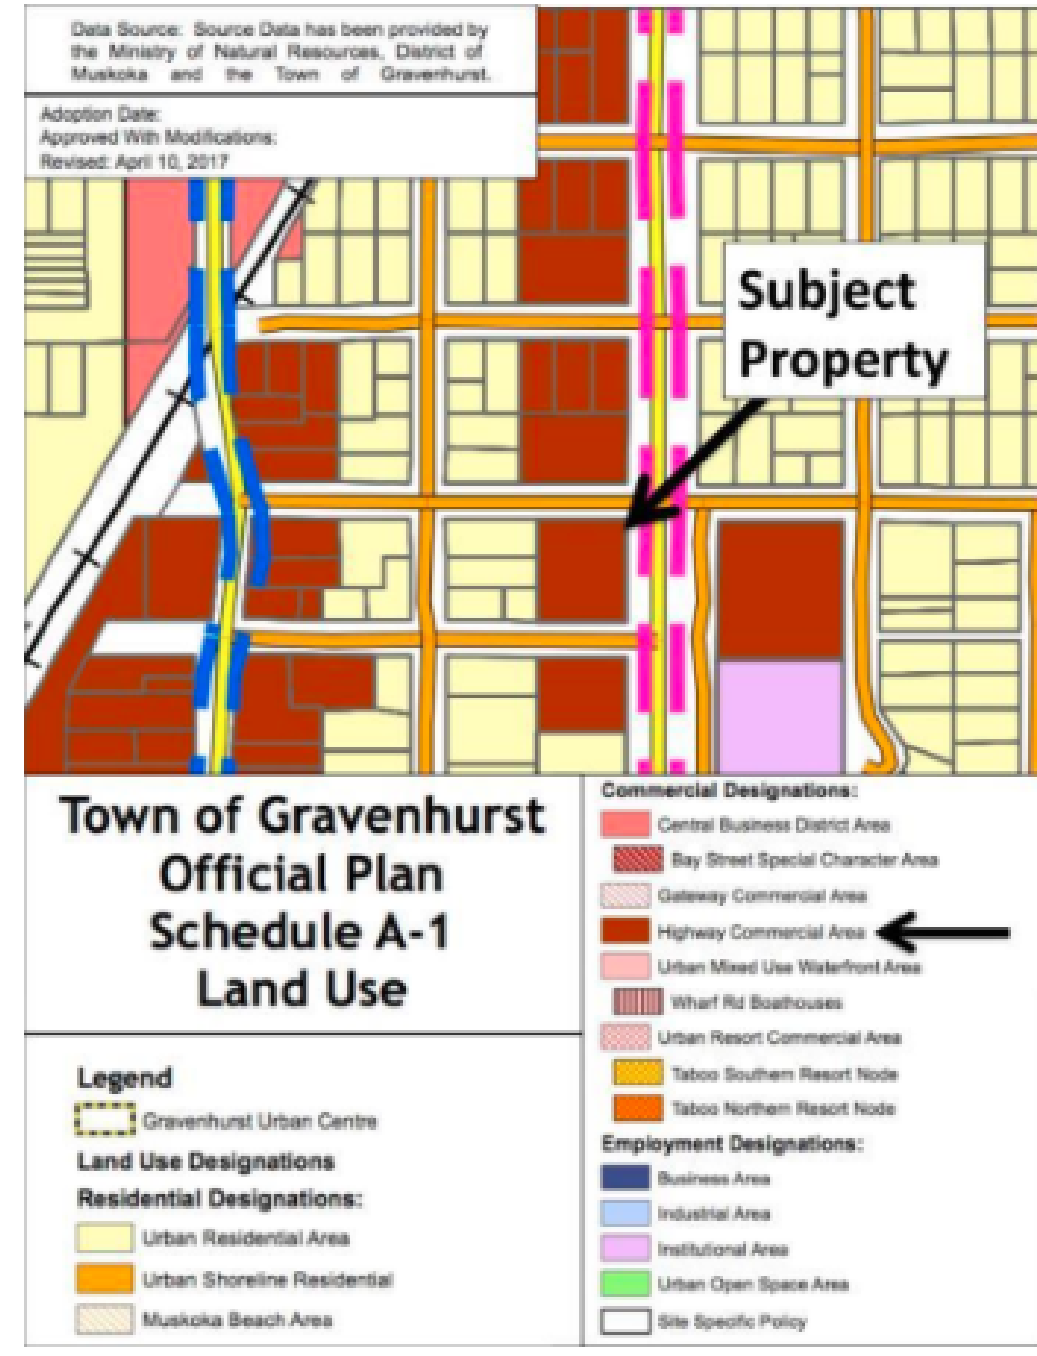 Data Source: Source Data has been provided by
the Ministry of Natural Resources, District of
Muskoka and the Town of Gravenhurst.
Adoption Date:
Approved With Modifications:
Revised: April 10, 2017
Subject
Property
Town of Gravenhurst
Official Plan
Schedule A-1
Land Use
Legend
Gravenhurst Urban Centre
Land Use Designations
Residential Designations:
Urban Residential Area
Urban Shoreline Residential
Muskoka Beach Area
Commercial Designations:
Central Business District Area
Bay Street Special Character Area
Gateway Commercial Area
Highway Commercial Area
Urban Mixed Use Waterfront Area
Wharf Rd Boathouses
Urban Resort Commercial Area
Taboo Southern Resort Node
Taboo Northern Resort Node
Employment Designations:
Business Area
Industrial Area
Institutional Area
Urban Open Space Area
Site Specific Policy